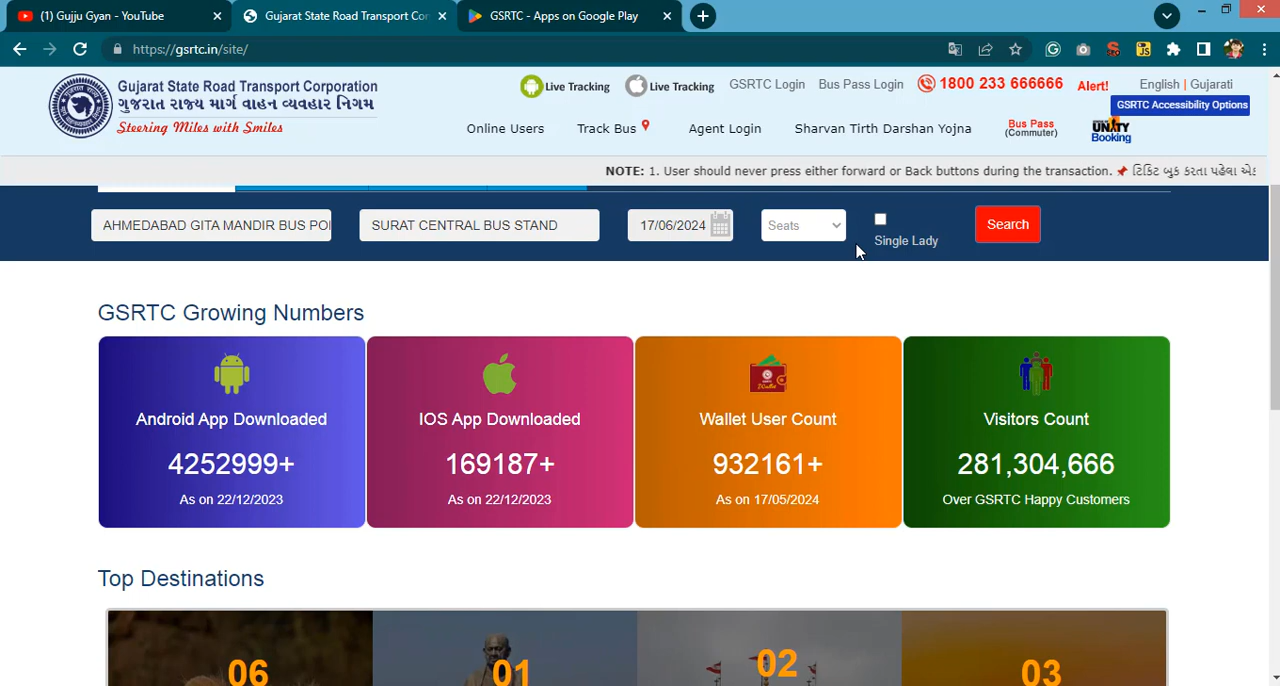 (1) Gujju Gyan - YouTube
Gujarat State Road Transport Cor
GSRTC - Apps on Google Play
https://gsrtc.in/site/
Gujarat State Road Transport Corporation
ગુજરાત રાજ્ય માર્ગ વાહન વ્યવહાર નિગમ
Steering Miles with Smiles
Live Tracking
Live Tracking
GSRTC Login
Bus Pass Login
1800 233 666666
Alert!
English | Gujarati
GSRTC Accessibility Options
Online Users
Track Bus
Agent Login
Sharvan Tirth Darshan Yojna
Bus Pass
(Commuter)
UNITY
Booking
NOTE: 1. User should never press either forward or Back buttons during the transaction.
ટિકિટ બુક કરતા પહેલા
AHMEDABAD GITA MANDIR BUS POI
SURAT CENTRAL BUS STAND
17/06/2024
Seats
Single Lady
Search
GSRTC Growing Numbers
Android App Downloaded
4252999+
As on 22/12/2023
IOS App Downloaded
169187+
As on 22/12/2023
Wallet User Count
932161+
As on 17/05/2024
Visitors Count
281,304,666
Over GSRTC Happy Customers
Top Destinations
06
01
02
03